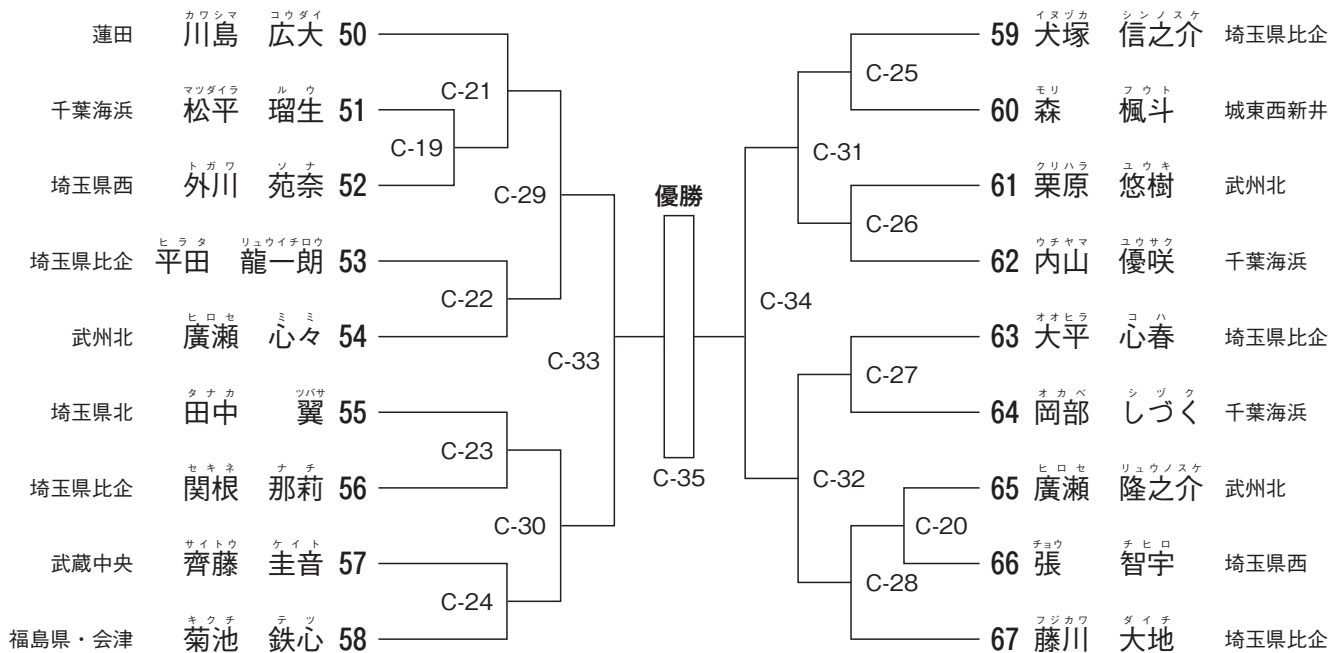 カワシマ コウダイ
蓮田 川島 広大 50
C-21
マツダイラ ルウ
千葉海浜 松平 瑠生 51
C-19
トガワ ソナ
埼玉県西 外川 苑奈 52
C-29
ヒラタ リュウイチロウ
埼玉県比企 平田 龍一朗 53
C-22
ヒロセ ミミ
武州北 廣瀬 心々 54
C-33
タナカ ツバサ
埼玉県北 田中 翼 55
C-23
セキネ ナチ
埼玉県比企 関根 那莉 56
C-30
サイトウ ケイト
武蔵中央 齊藤 圭音 57
C-24
キクチ テツ
福島県・会津 菊池 鉄心 58
優勝
C-35
イヌヅカ シンノスケ
59 犬塚 信之介 埼玉県比企
C-25
モリ フウト
60 森 楓斗 城東西新井
C-31
クリハラ ユウキ
61 栗原 悠樹 武州北
C-26
ウチヤマ ユウサク
62 内山 優咲 千葉海浜
C-34
オオヒラ コハ
63 大平 心春 埼玉県比企
C-27
オカベ シヅク
64 岡部 しづく 千葉海浜
C-32
ヒロセ リュウノスケ
65 廣瀬 隆之介 武州北
C-20
チョウ チヒロ
66 張 智宇 埼玉県西
C-28
フジカワ ダイチ
67 藤川 大地 埼玉県比企